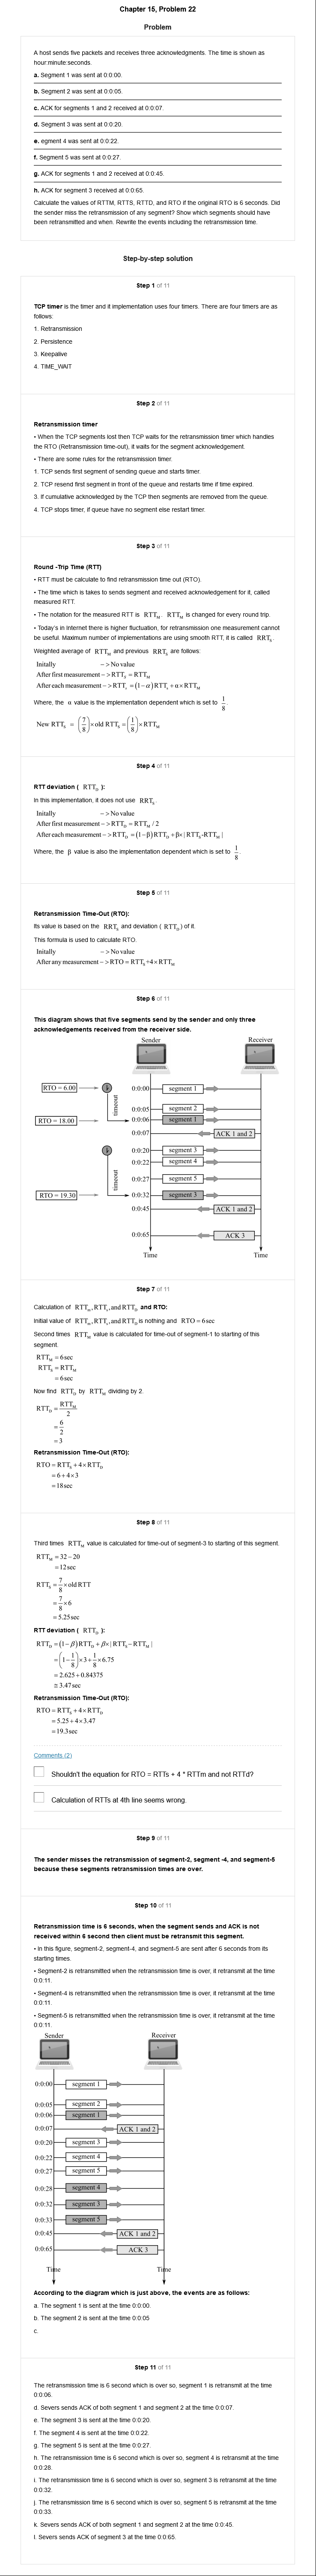 Chapter 15, Problem 22
Problem
A host sends five packets and receives three acknowledgments. The time is shown as
hour:minute:seconds.
a. Segment 1 was sent at 0:0:00.
b. Segment 2 was sent at 0:0:05.
c. ACK for segments 1 and 2 received at 0:0:07.
d. Segment 3 was sent at 0:0:20.
e. egment 4 was sent at 0:0:22.
f. Segment 5 was sent at 0:0:27.
g. ACK for segments 1 and 2 received at 0:0:45.
h. ACK for segment 3 received at 0:0:65.
Calculate the values of RTTM, RTTS, RTTD, and RTO if the original RTO is 6 seconds. Did
the sender miss the retransmission of any segment? Show which segments should have
been retransmitted and when. Rewrite the events including the retransmission time.
Step-by-step solution
Step 1 of 11
TCP timer is the timer and it implementation uses four timers. There are four timers are as
follows:
1. Retransmission
2. Persistence
3. Keepalive
4. TIME_WAIT
Step 2 of 11
Retransmission timer
• When the TCP segments lost then TCP waits for the retransmission timer which handles
the RTO (Retransmission time-out), it waits for the segment acknowledgement.
• There are some rules for the retransmission timer.
1. TCP sends first segment of sending queue and starts timer.
2. TCP resend first segment in front of the queue and restarts time if time expired.
3. If cumulative acknowledged by the TCP then segments are removed from the queue.
4. TCP stops timer, if queue have no segment else restart timer.
Step 3 of 11
Round -Trip Time (RTT)
• RTT must be calculate to find retransmission time out (RTO).
• The time which is takes to sends segment and received acknowledgement for it, called
measured RTT.
• The notation for the measured RTT is RTT_M. RTT_M is changed for every round trip.
• Today's in Internet there is higher fluctuation, for retransmission one measurement cannot
be useful. Maximum number of implementations are using smooth RTT, it is called RRT_S.
Weighted average of RTT_M and previous RRT_S are follows:
Initally –> No value
After first measurement –> RTT_S = RTT_M
After each measurement –> RTT_s = (1−α)RTT_s + α×RTT_M
Where, the α value is the implementation dependent which is set to 1/8.
New RTT_S = (7/8)×old RTT_S = (1/8)×RTT_M
Step 4 of 11
RTT deviation ( RTT_D ):
In this implementation, it does not use RRT_S.
Initally –> No value
After first measurement –> RTT_D = RTT_M / 2
After each measurement –> RTT_D = (1−β)RTT_D + β×| RTT_S-RTT_M |
Where, the β value is also the implementation dependent which is set to 1/8.
Step 5 of 11
Retransmission Time-Out (RTO):
Its value is based on the RRT_S and deviation ( RTT_D ) of it.
This formula is used to calculate RTO.
Initally –> No value
After any measurement –> RTO = RTT_S +4×RTT_M
Step 6 of 11
This diagram shows that five segments send by the sender and only three
acknowledgements received from the receiver side.
Sender Receiver
RTO = 6.00 0:0:00 segment 1
timeout
0:0:05 segment 2
RTO = 18.00 0:0:06 segment 1
0:0:07 ACK 1 and 2
0:0:20 segment 3
0:0:22 segment 4
timeout
0:0:27 segment 5
RTO = 19.30 0:0:32 segment 3
0:0:45 ACK 1 and 2
0:0:65 ACK 3
Time Time
Step 7 of 11
Calculation of RTT_m, RTT_s, and RTT_D and RTO:
Initial value of RTT_m, RTT_s, and RTT_D is nothing and RTO = 6 sec
Second times RTT_M value is calculated for time-out of segment-1 to starting of this
segment.
RTT_M = 6 sec
RTT_S = RTT_M
= 6 sec
Now find RTT_D by RTT_M dividing by 2.
RTT_D = RTT_M/2
= 6/2
= 3
Retransmission Time-Out (RTO):
RTO = RTT_S + 4×RTT_D
= 6+4×3
= 18 sec
Step 8 of 11
Third times RTT_M value is calculated for time-out of segment-3 to starting of this segment.
RTT_M = 32−20
= 12 sec
RTT_S = 7/8 × old RTT
= 7/8 × 6
= 5.25 sec
RTT deviation ( RTT_D ):
RTT_D = (1−β)RTT_D + β×| RTT_S − RTT_M |
= (1−1/8)×3+1/8×6.75
= 2.625+0.84375
≅ 3.47 sec
Retransmission Time-Out (RTO):
RTO = RTT_S + 4×RTT_D
= 5.25+4×3.47
= 19.3 sec
Comments (2)
Shouldn't the equation for RTO = RTTs + 4 * RTTm and not RTTd?
Calculation of RTTs at 4th line seems wrong.
Step 9 of 11
The sender misses the retransmission of segment-2, segment -4, and segment-5
because these segments retransmission times are over.
Step 10 of 11
Retransmission time is 6 seconds, when the segment sends and ACK is not
received within 6 second then client must be retransmit this segment.
• In this figure, segment-2, segment-4, and segment-5 are sent after 6 seconds from its
starting times.
• Segment-2 is retransmitted when the retransmission time is over, it retransmit at the time
0:0:11.
• Segment-4 is retransmitted when the retransmission time is over, it retransmit at the time
0:0:11.
• Segment-5 is retransmitted when the retransmission time is over, it retransmit at the time
0:0:11.
Sender Receiver
0:0:00 segment 1
0:0:05 segment 2
0:0:06 segment 1
0:0:07 ACK 1 and 2
0:0:20 segment 3
0:0:22 segment 4
0:0:27 segment 5
0:0:28 segment 4
0:0:32 segment 3
0:0:33 segment 5
0:0:45 ACK 1 and 2
0:0:65 ACK 3
Time Time
According to the diagram which is just above, the events are as follows:
a. The segment 1 is sent at the time 0:0:00.
b. The segment 2 is sent at the time 0:0:05
c.
Step 11 of 11
The retransmission time is 6 second which is over so, segment 1 is retransmit at the time
0:0:06.
d. Severs sends ACK of both segment 1 and segment 2 at the time 0:0:07.
e. The segment 3 is sent at the time 0:0:20.
f. The segment 4 is sent at the time 0:0:22.
g. The segment 5 is sent at the time 0:0:27.
h. The retransmission time is 6 second which is over so, segment 4 is retransmit at the time
0:0:28.
i. The retransmission time is 6 second which is over so, segment 3 is retransmit at the time
0:0:32.
j. The retransmission time is 6 second which is over so, segment 5 is retransmit at the time
0:0:33.
k. Severs sends ACK of both segment 1 and segment 2 at the time 0:0:45.
l. Severs sends ACK of segment 3 at the time 0:0:65.